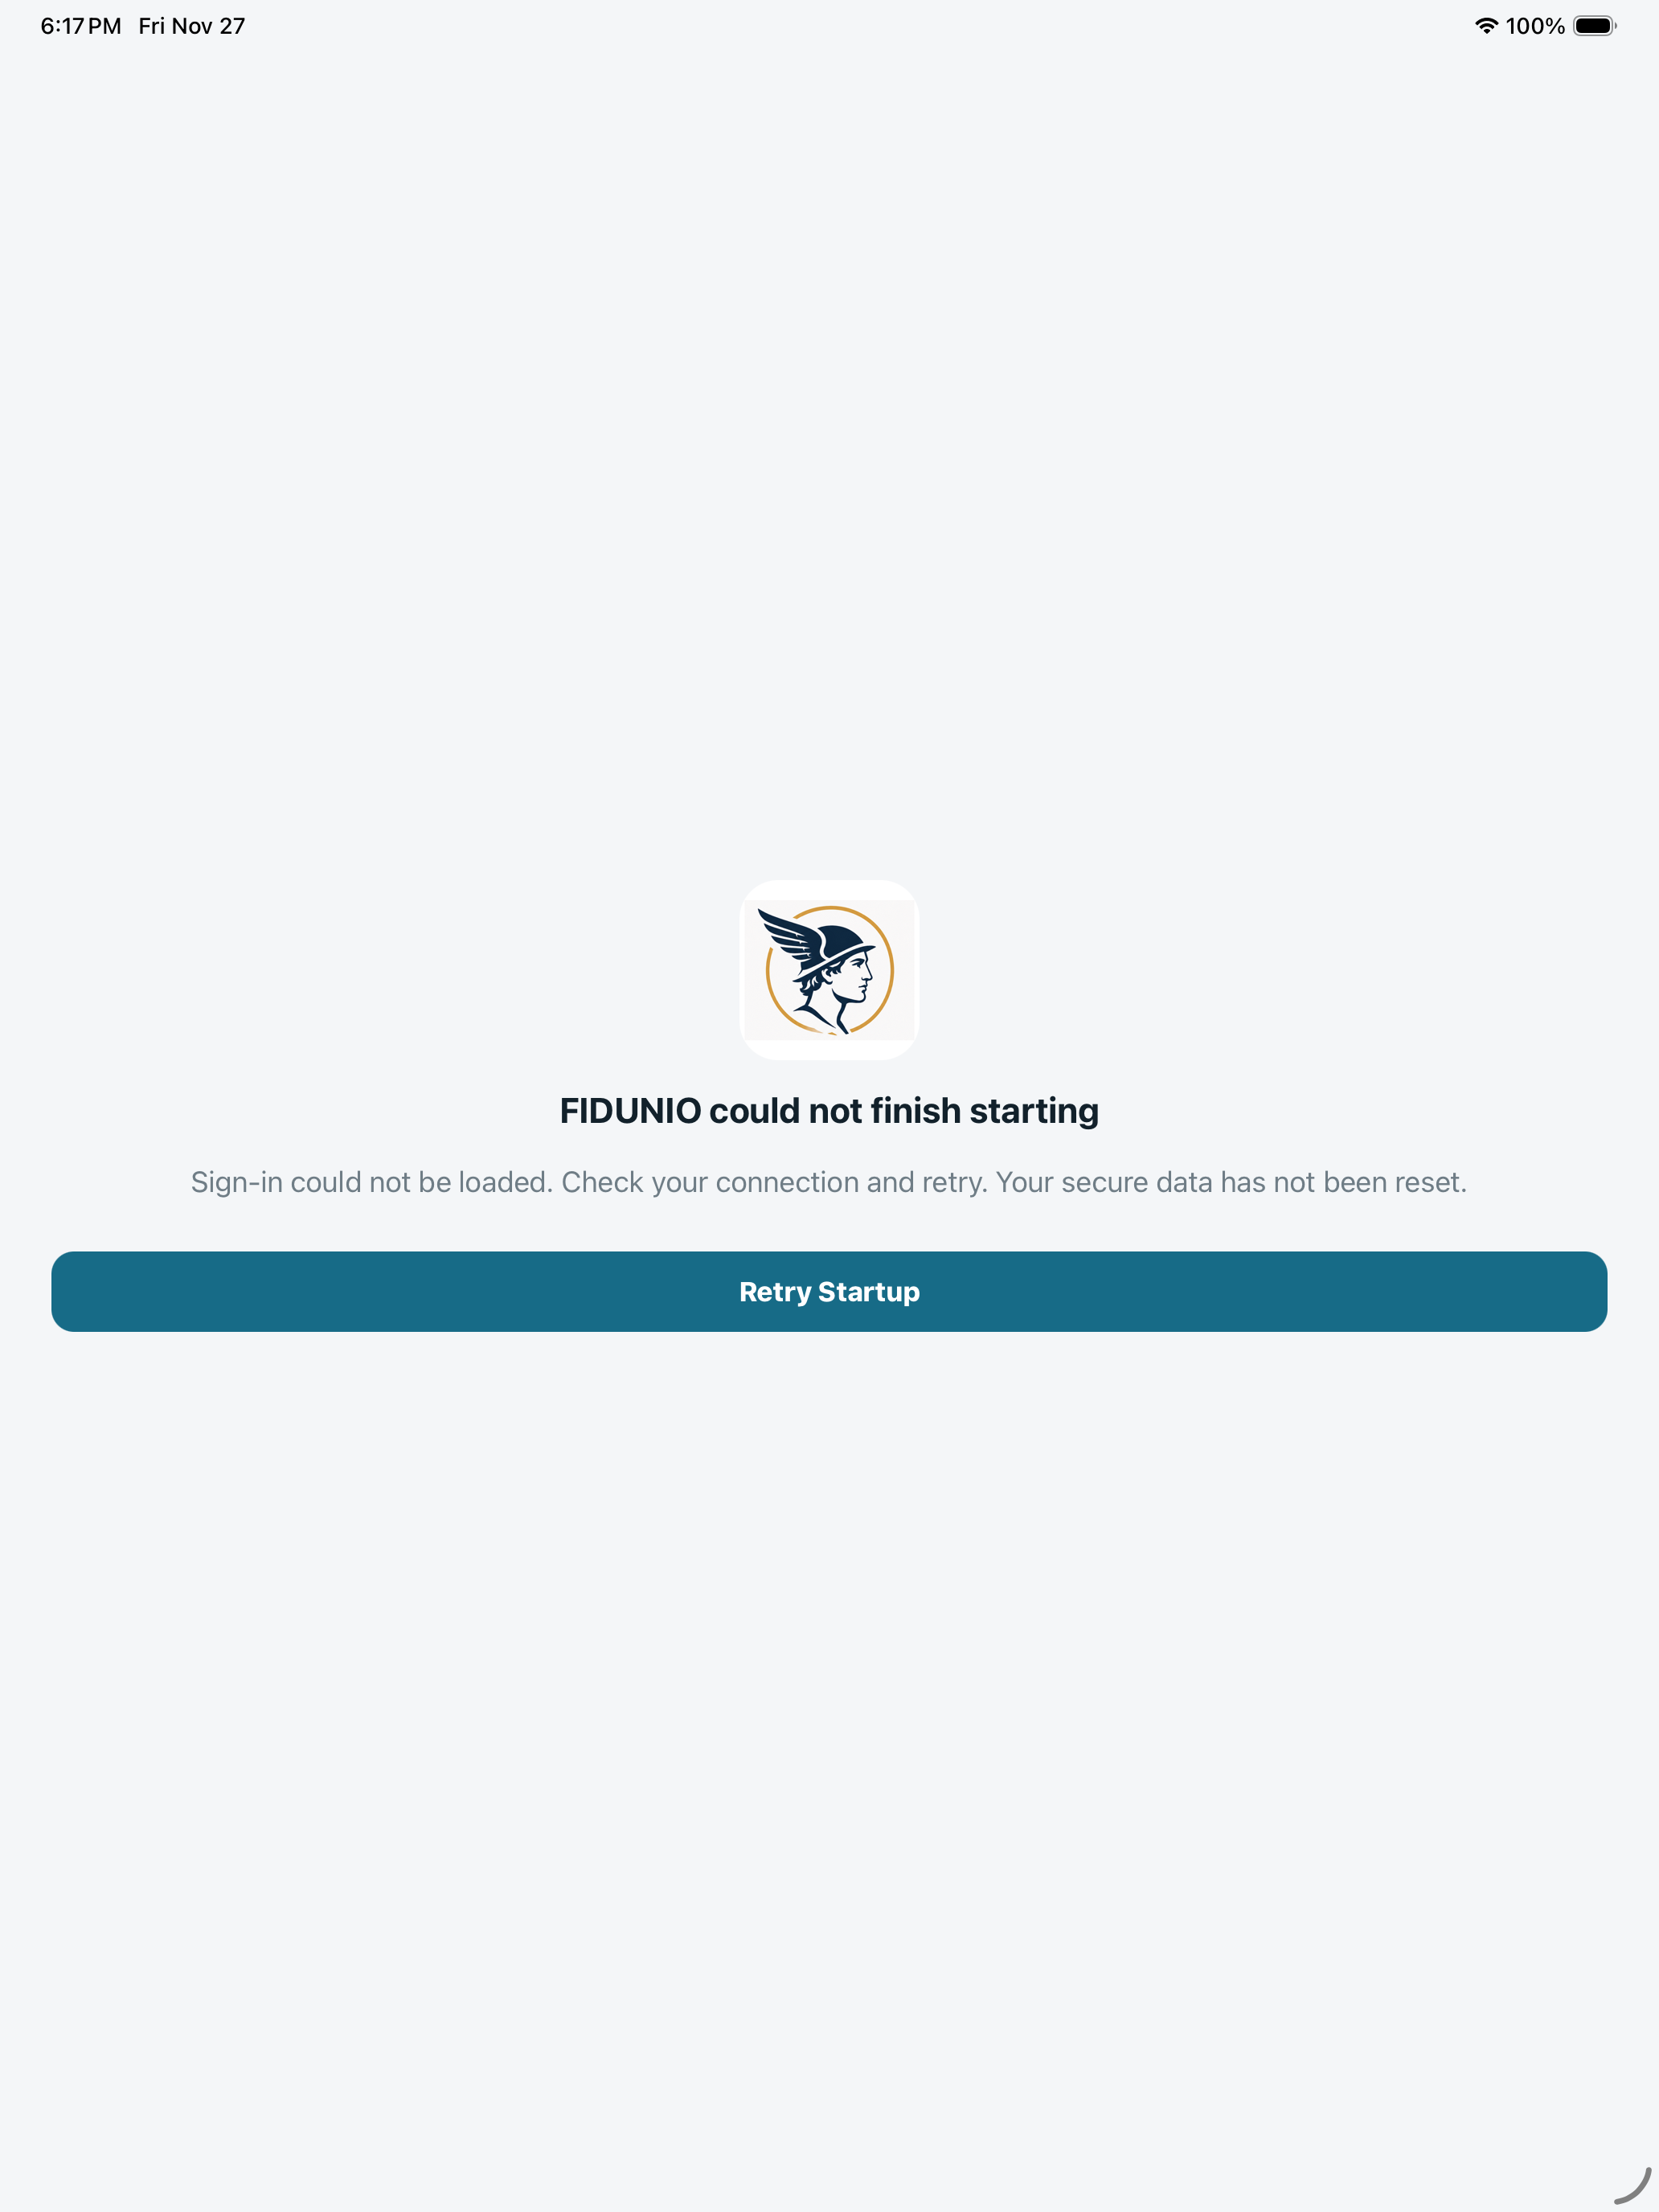 6:17 PM Fri Nov 27 100%
FIDUNIO could not finish starting
Sign-in could not be loaded. Check your connection and retry. Your secure data has not been reset.
Retry Startup